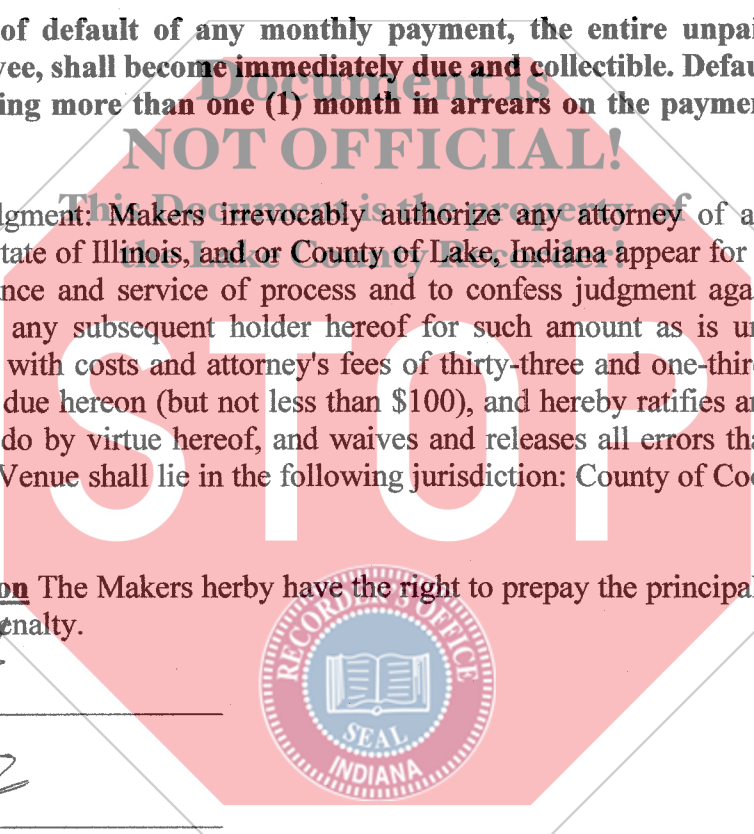 of default of any monthly payment, the entire unpai
yee, shall become immediately due and collectible. Defau
Document is
ing more than one (1) month in arrears on the paymen
NOT OFFICIAL!
This Document is the property of
dgment: Makers irrevocably authorize any attorney of a
the Lake County Recorder!
tate of Illinois, and or County of Lake, Indiana appear for
nce and service of process and to confess judgment aga
any subsequent holder hereof for such amount as is u
with costs and attorney's fees of thirty-three and one-thir
due hereon (but not less than $100), and hereby ratifies a
do by virtue hereof, and waives and releases all errors tha
STOP
Venue shall lie in the following jurisdiction: County of Coo
on The Makers herby have the right to prepay the principal
enalty.
RECORDER'S OFFICE
SEAL
INDIANA